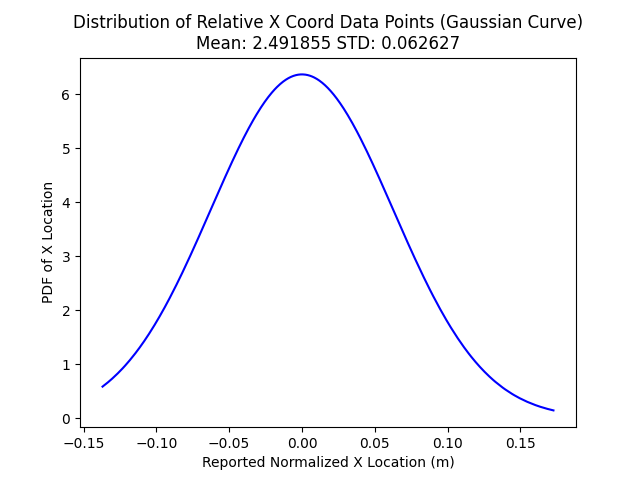 Distribution of Relative X Coord Data Points (Gaussian Curve)
Mean: 2.491855 STD: 0.062627
6
5
4
3
2
1
0
PDF of X Location
−0.15 −0.10 −0.05 0.00 0.05 0.10 0.15
Reported Normalized X Location (m)